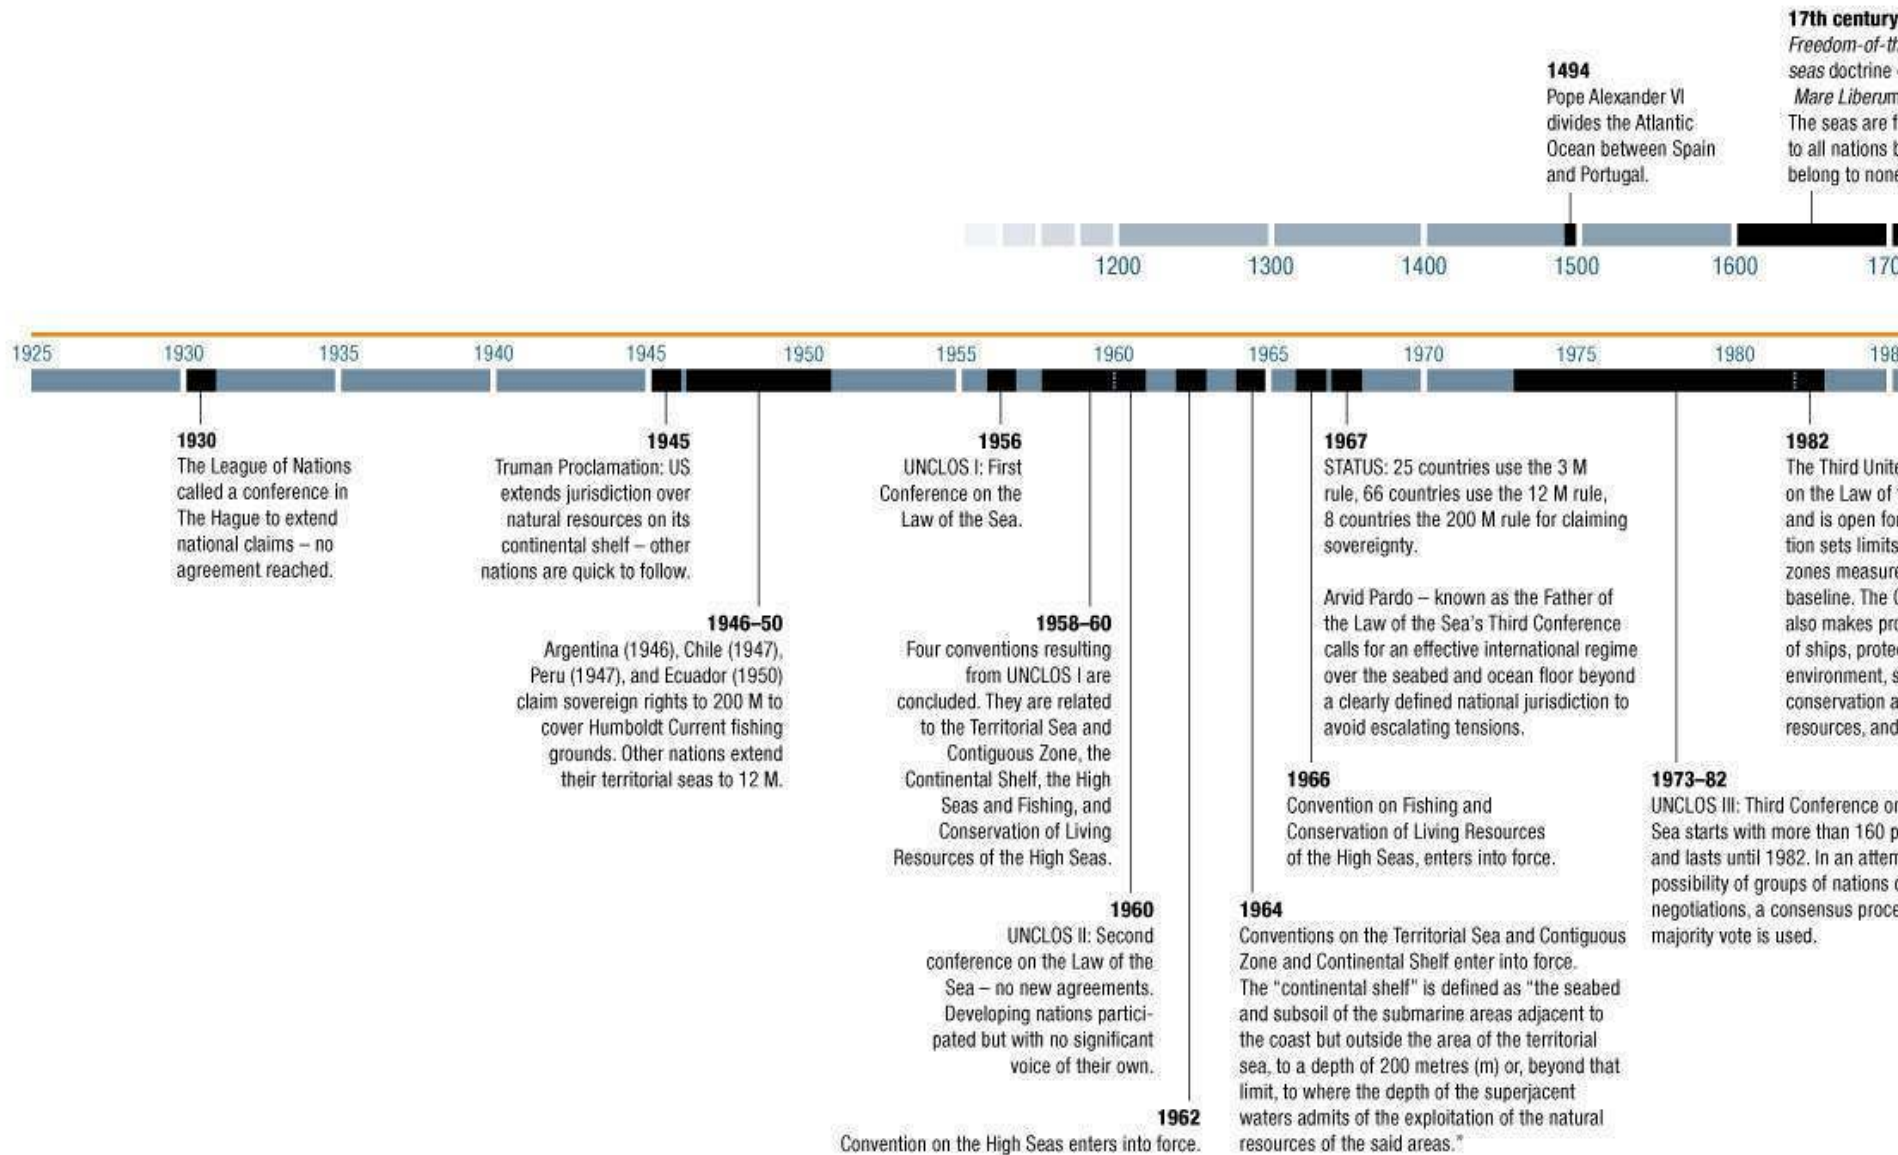 1494
Pope Alexander VI
divides the Atlantic
Ocean between Spain
and Portugal.
17th century
Freedom-of-th
seas doctrine
Mare Liberum
The seas are f
to all nations b
belong to none
1200 1300 1400 1500 1600 170
1925 1930 1935 1940 1945 1950 1955 1960 1965 1970 1975 1980 198
1930
The League of Nations
called a conference in
The Hague to extend
national claims – no
agreement reached.
1945
Truman Proclamation: US
extends jurisdiction over
natural resources on its
continental shelf – other
nations are quick to follow.
1946–50
Argentina (1946), Chile (1947),
Peru (1947), and Ecuador (1950)
claim sovereign rights to 200 M to
cover Humboldt Current fishing
grounds. Other nations extend
their territorial seas to 12 M.
1956
UNCLOS I: First
Conference on the
Law of the Sea.
1958–60
Four conventions resulting
from UNCLOS I are
concluded. They are related
to the Territorial Sea and
Contiguous Zone, the
Continental Shelf, the High
Seas and Fishing, and
Conservation of Living
Resources of the High Seas.
1960
UNCLOS II: Second
conference on the Law of the
Sea – no new agreements.
Developing nations partici-
pated but with no significant
voice of their own.
1962
Convention on the High Seas enters into force.
1964
Conventions on the Territorial Sea and Contiguous
Zone and Continental Shelf enter into force.
The “continental shelf” is defined as “the seabed
and subsoil of the submarine areas adjacent to
the coast but outside the area of the territorial
sea, to a depth of 200 metres (m) or, beyond that
limit, to where the depth of the superjacent
waters admits of the exploitation of the natural
resources of the said areas.”
1966
Convention on Fishing and
Conservation of Living Resources
of the High Seas, enters into force.
1967
STATUS: 25 countries use the 3 M
rule, 66 countries use the 12 M rule,
8 countries the 200 M rule for claiming
sovereignty.
Arvid Pardo – known as the Father of
the Law of the Sea’s Third Conference
calls for an effective international regime
over the seabed and ocean floor beyond
a clearly defined national jurisdiction to
avoid escalating tensions.
1973–82
UNCLOS III: Third Conference on
Sea starts with more than 160 p
and lasts until 1982. In an attem
possibility of groups of nations
negotiations, a consensus proce
majority vote is used.
1982
The Third Unite
on the Law of
and is open for
tion sets limits
zones measure
baseline. The
also makes pro
of ships, protec
environment, s
conservation a
resources, and